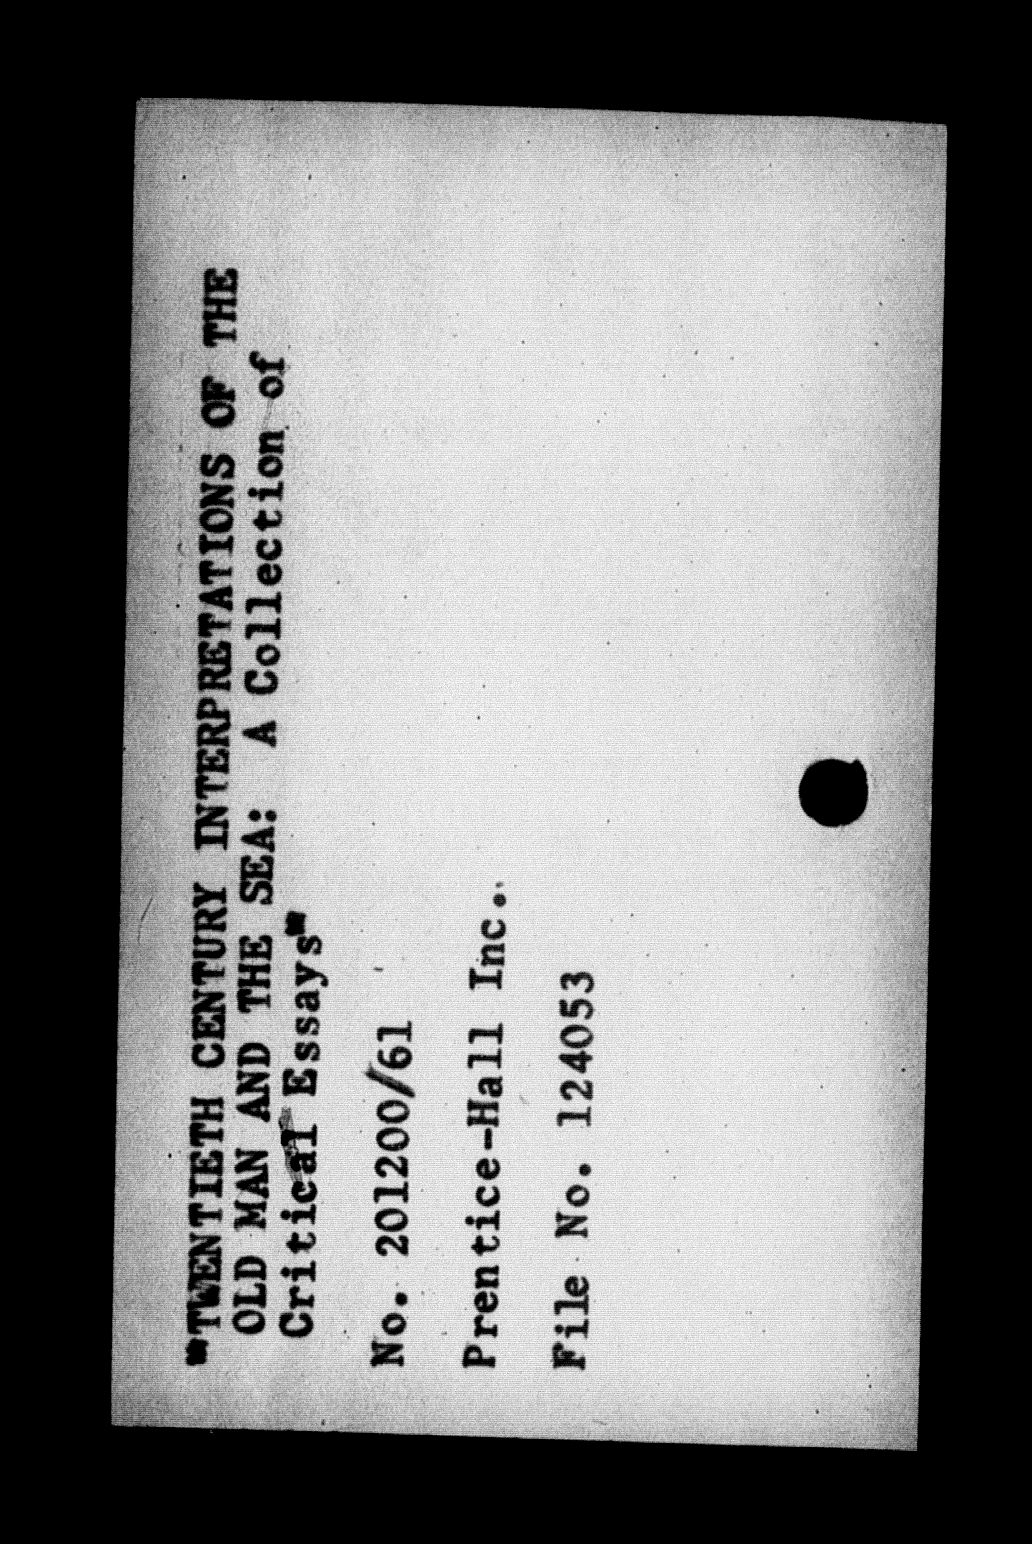 "TWENTIETH CENTURY INTERPRETATIONS OF THE
OLD MAN AND THE SEA: A Collection of
Critical Essays"
No. 201200/61
Prentice-Hall Inc.
File No. 124053